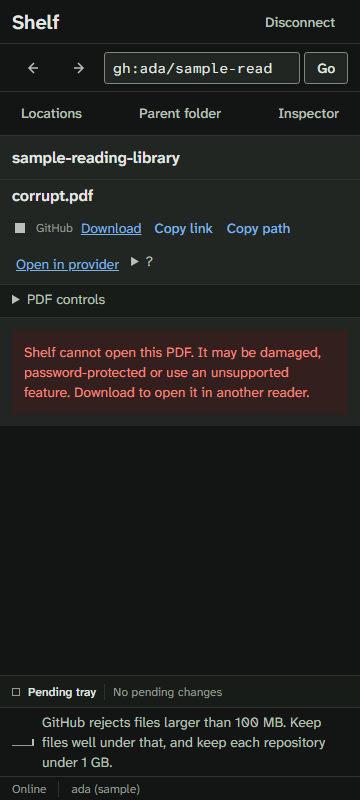 Shelf Disconnect
gh:ada/sample-read Go
Locations Parent folder Inspector
sample-reading-library
corrupt.pdf
GitHub Download Copy link Copy path
Open in provider ?
PDF controls
Shelf cannot open this PDF. It may be damaged,
password-protected or use an unsupported
feature. Download to open it in another reader.
Pending tray No pending changes
GitHub rejects files larger than 100 MB. Keep
files well under that, and keep each repository
under 1 GB.
Online ada (sample)